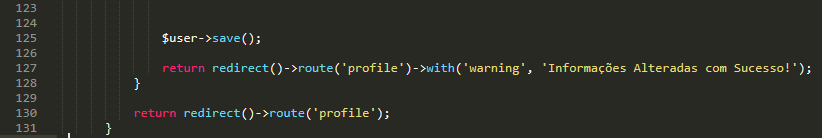 123
124
125 $user->save();
126
127 return redirect()->route('profile')->with('warning', 'Informações Alteradas com Sucesso!');
128 }
129
130 return redirect()->route('profile');
131 }